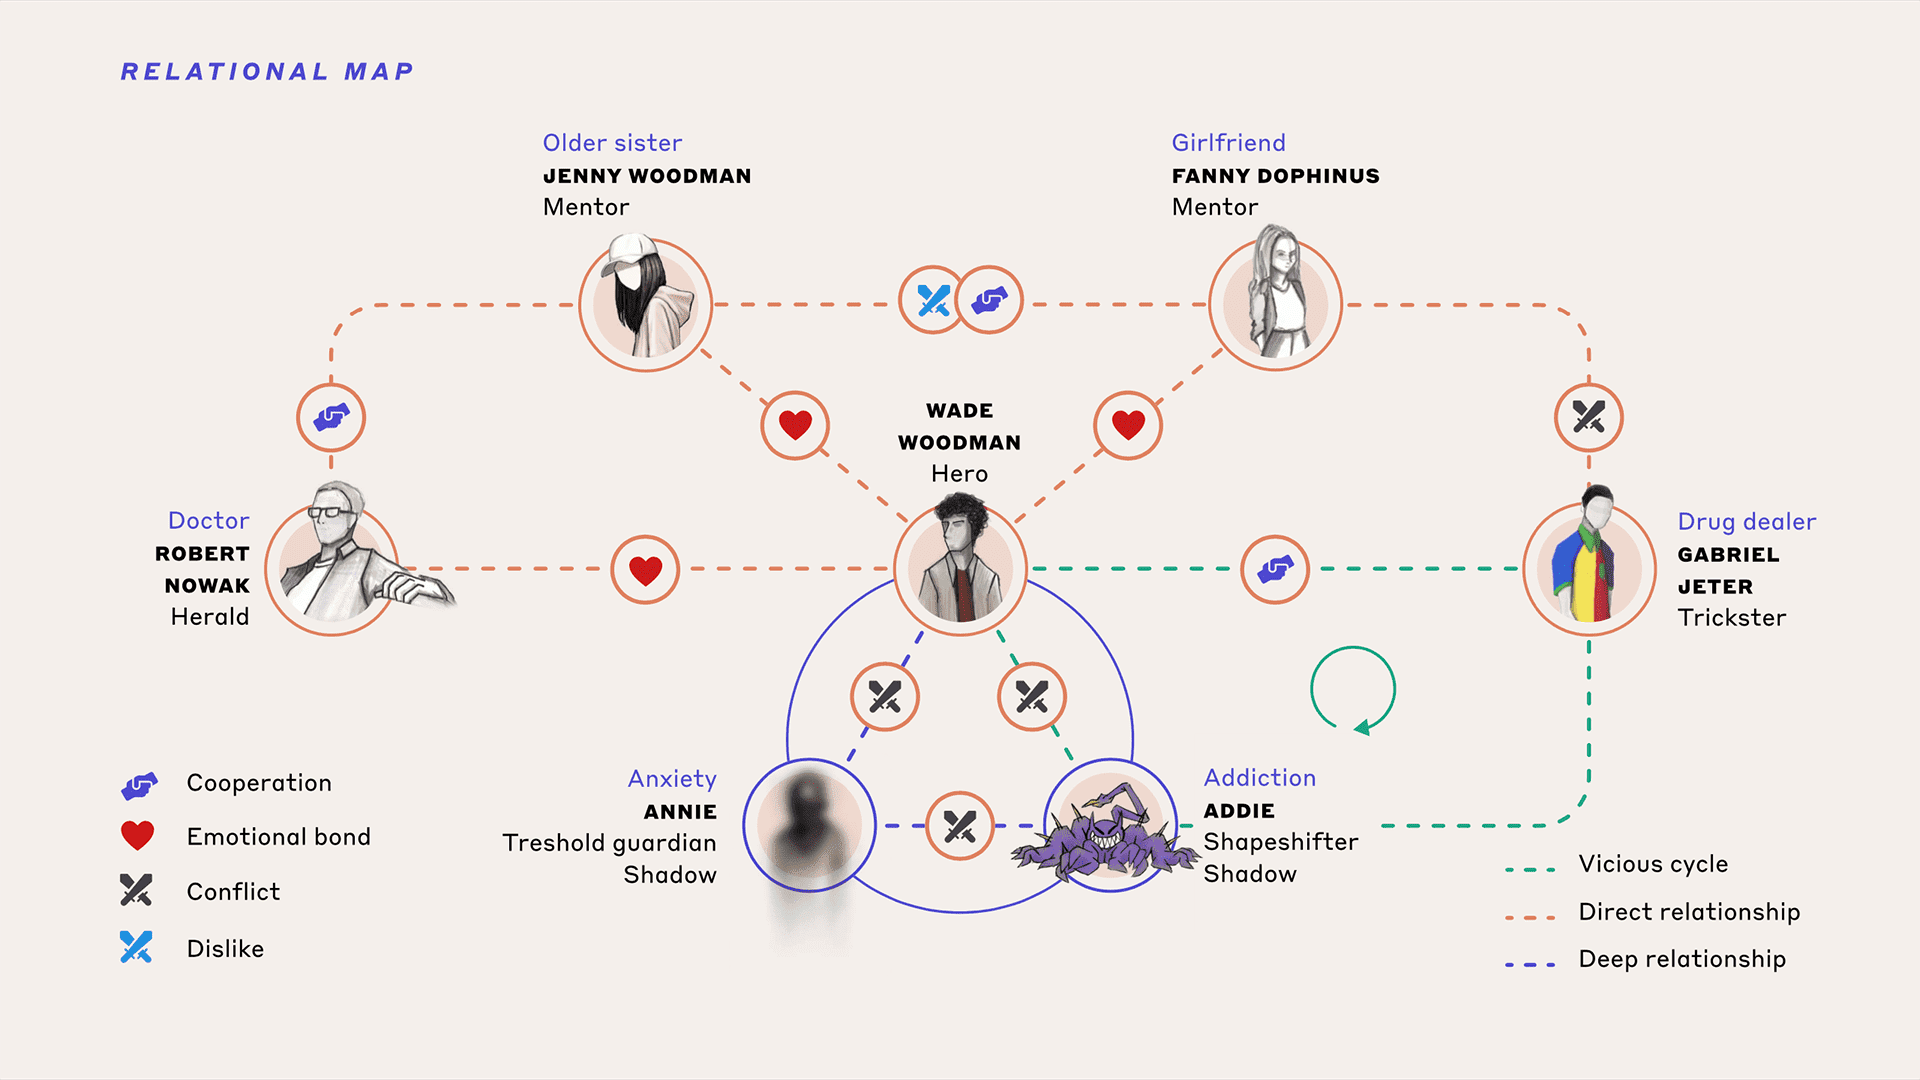 RELATIONAL MAP
Older sister
JENNY WOODMAN
Mentor
Girlfriend
FANNY DOPHINUS
Mentor
WADE
WOODMAN
Hero
Doctor
ROBERT
NOWAK
Herald
Drug dealer
GABRIEL
JETER
Trickster
Anxiety
ANNIE
Treshold guardian
Shadow
Addiction
ADDIE
Shapeshifter
Shadow
Cooperation
Emotional bond
Conflict
Dislike
Vicious cycle
Direct relationship
Deep relationship